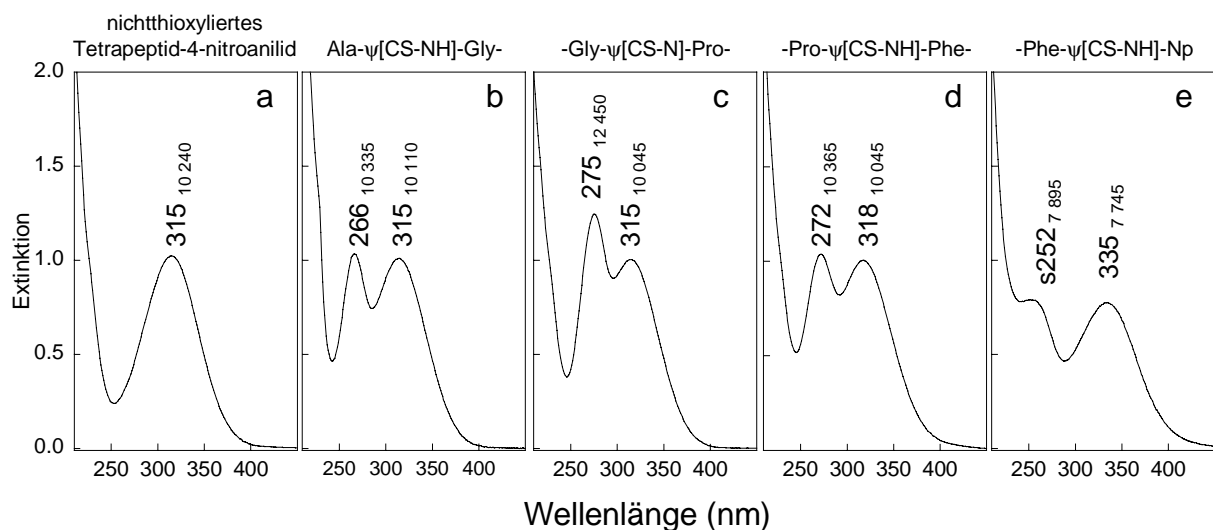 nichtthioxyliertes
Tetrapeptid-4-nitroanilid
Ala-ψ[CS-NH]-Gly-
-Gly-ψ[CS-N]-Pro-
-Pro-ψ[CS-NH]-Phe-
-Phe-ψ[CS-NH]-Np
2.0
1.5
1.0
0.5
0.0
Extinktion
a
315 10 240
b
266 10 335
315 10 110
c
275 12 450
315 10 045
d
272 10 365
318 10 045
e
s252 7 895
335 7 745
250 300 350 400
250 300 350 400
250 300 350 400
250 300 350 400
250 300 350 400
Wellenlänge (nm)